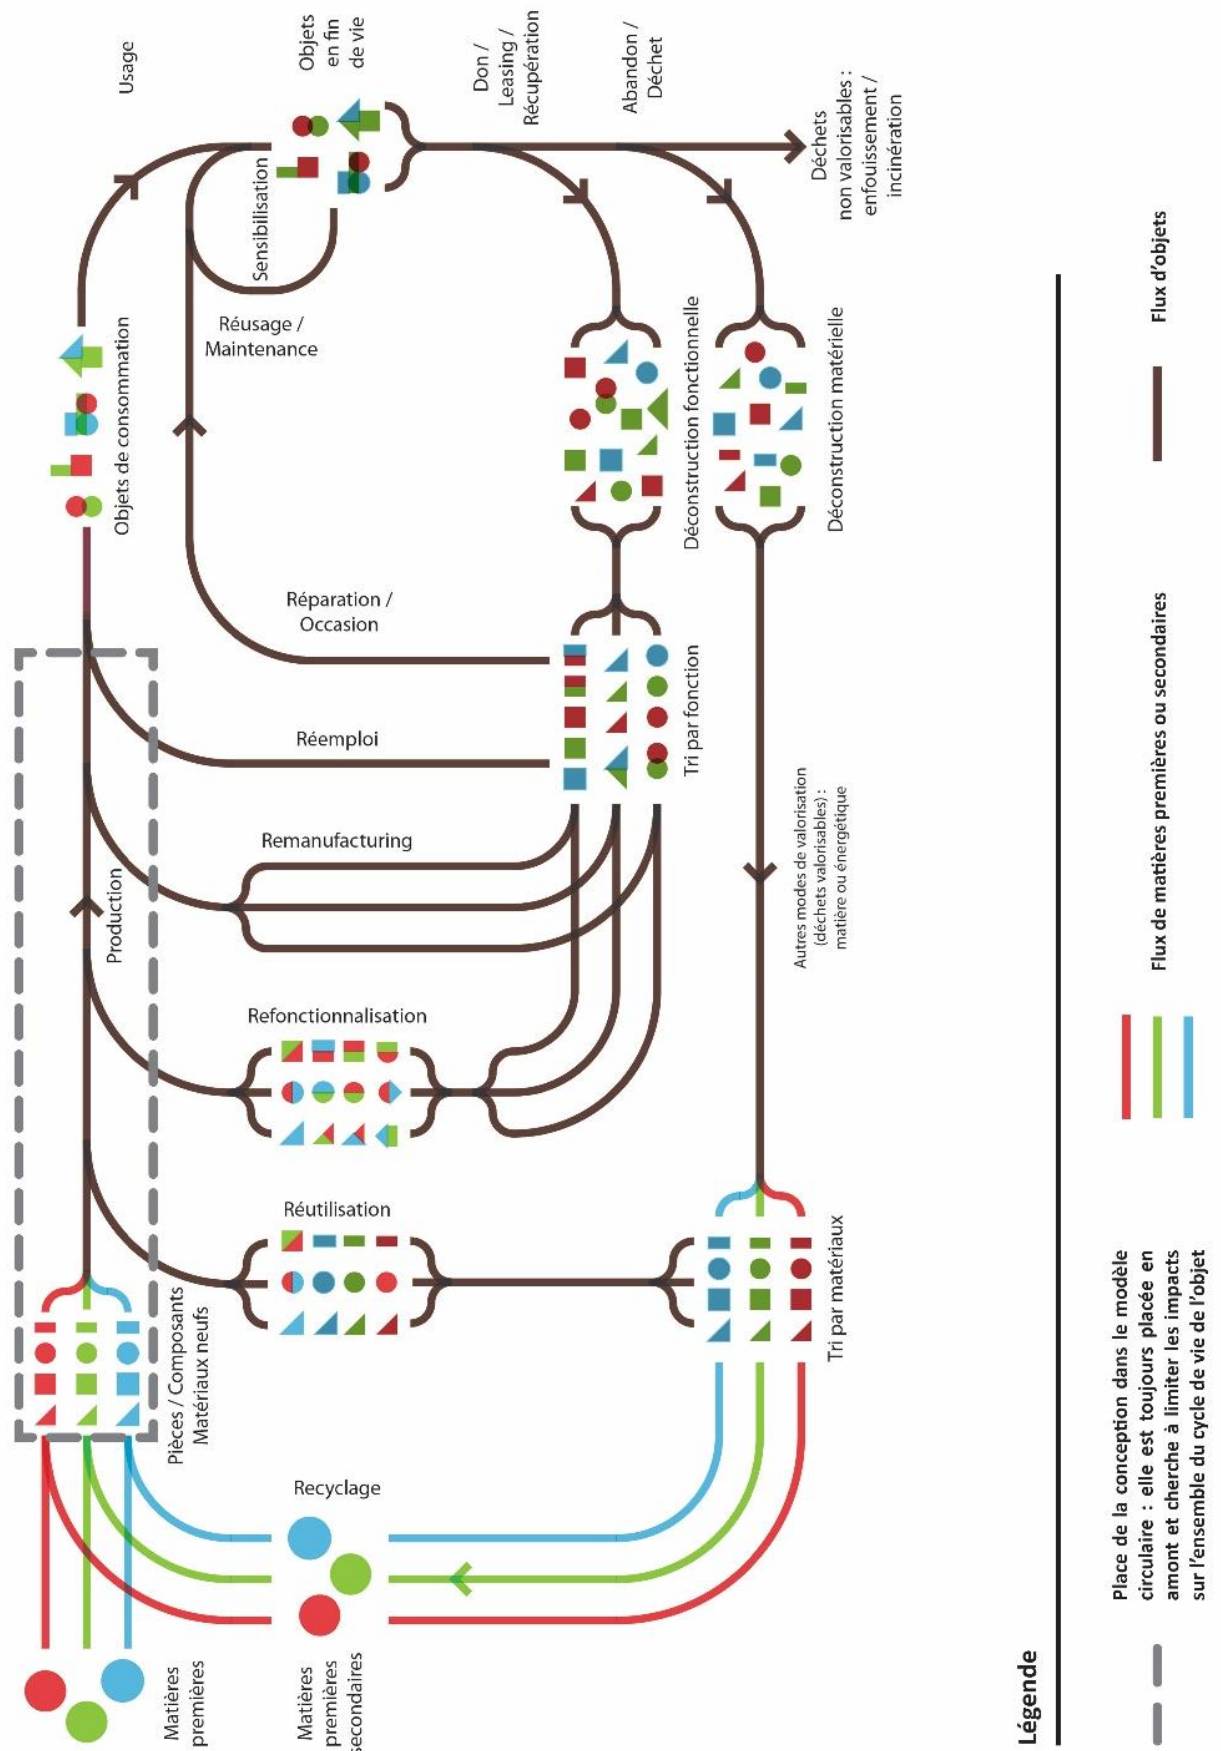 Matières
premières
Pièces / Composants
Matériaux neufs
Production
Objets de consommation
Usage
Matières
premières
secondaires
Recyclage
Réutilisation
Refonctionnalisation
Remanufacturing
Réemploi
Réparation /
Occasion
Réusage /
Maintenance
Sensibilisation
Objets
en fin
de vie
Don /
Leasing /
Récupération
Abandon /
Déchet
Déchets
non valorisables :
enfouissement /
incinération
Tri par fonction
Déconstruction fonctionnelle
Déconstruction matérielle
Autres modes de valorisation
(déchets valorisables) :
matière ou énergétique
Tri par matériaux
Légende
Place de la conception dans le modèle
circulaire : elle est toujours placée en
amont et cherche à limiter les impacts
sur l’ensemble du cycle de vie de l’objet
Flux de matières premières ou secondaires
Flux d’objets